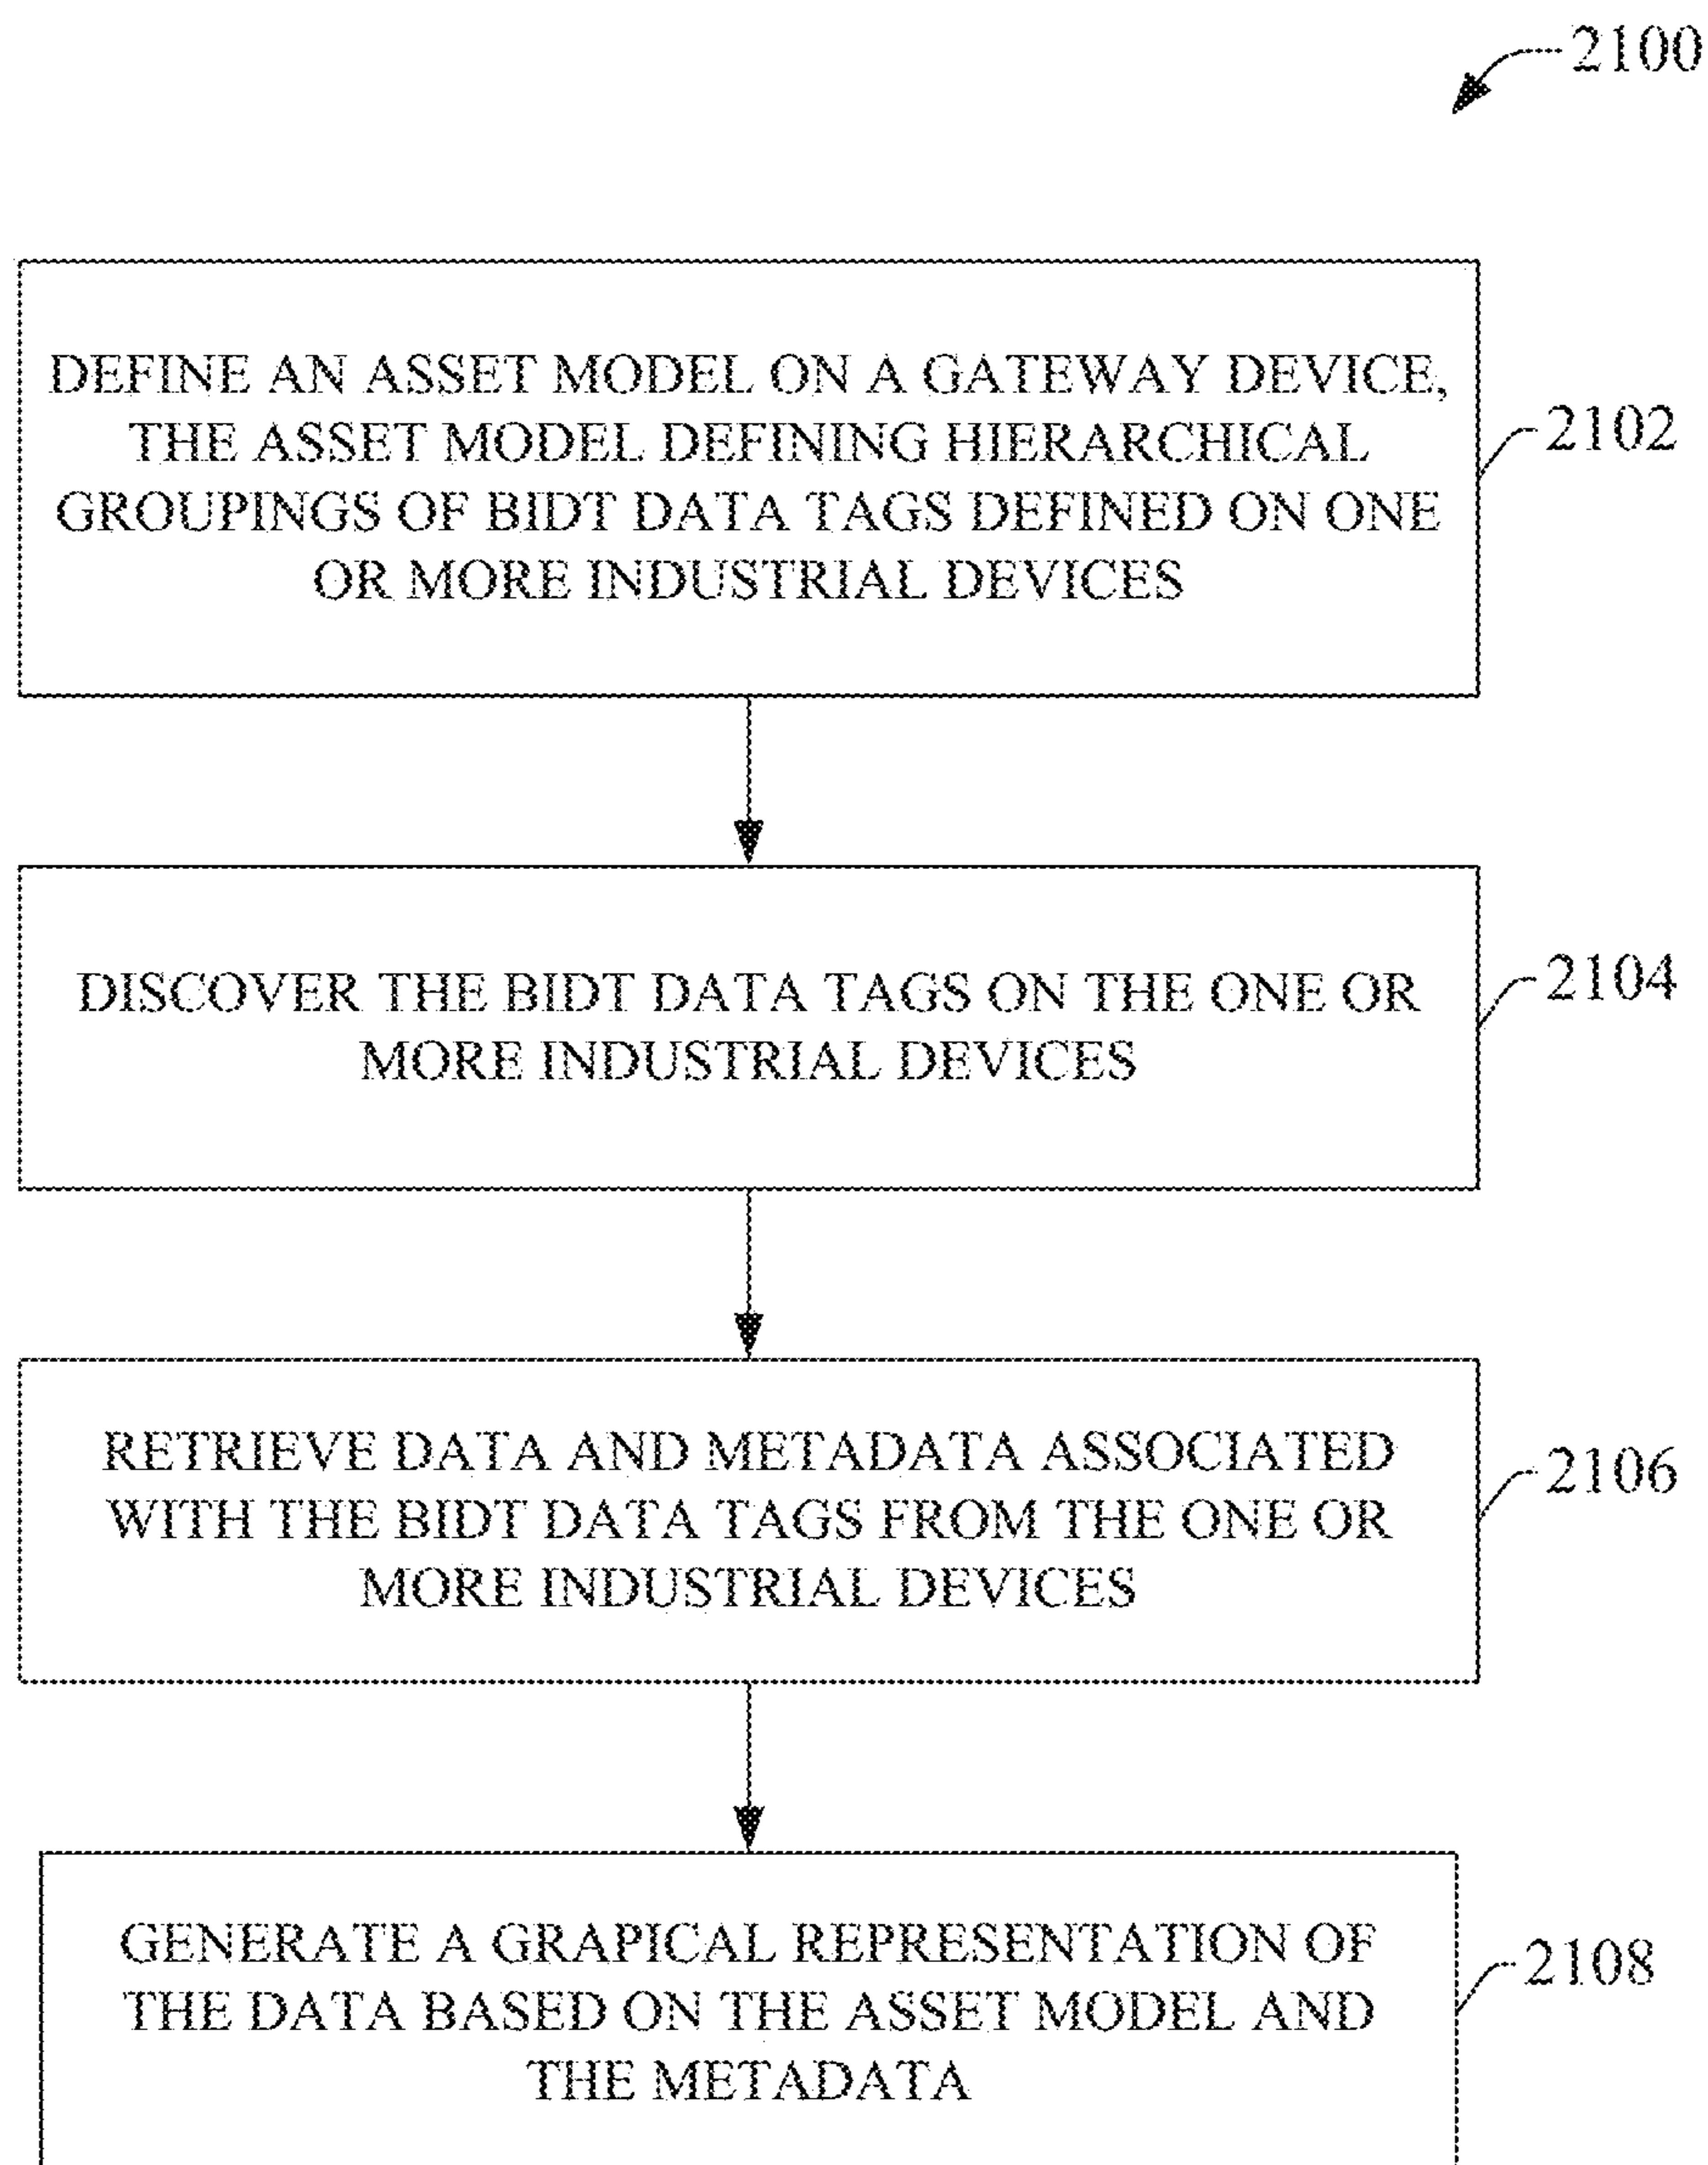 2100
DEFINE AN ASSET MODEL ON A GATEWAY DEVICE,
THE ASSET MODEL DEFINING HIERARCHICAL
GROUPINGS OF BIDT DATA TAGS DEFINED ON ONE
OR MORE INDUSTRIAL DEVICES
2102
DISCOVER THE BIDT DATA TAGS ON THE ONE OR
MORE INDUSTRIAL DEVICES
2104
RETRIEVE DATA AND METADATA ASSOCIATED
WITH THE BIDT DATA TAGS FROM THE ONE OR
MORE INDUSTRIAL DEVICES
2106
GENERATE A GRAPICAL REPRESENTATION OF
THE DATA BASED ON THE ASSET MODEL AND
THE METADATA
2108